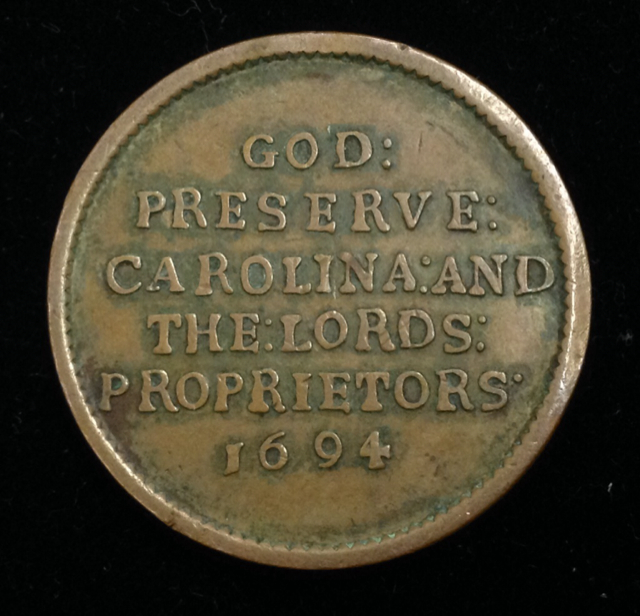 GOD:
PRESERVE:
CAROLINA:AND
THE:LORDS:
PROPRIETORS:
1694